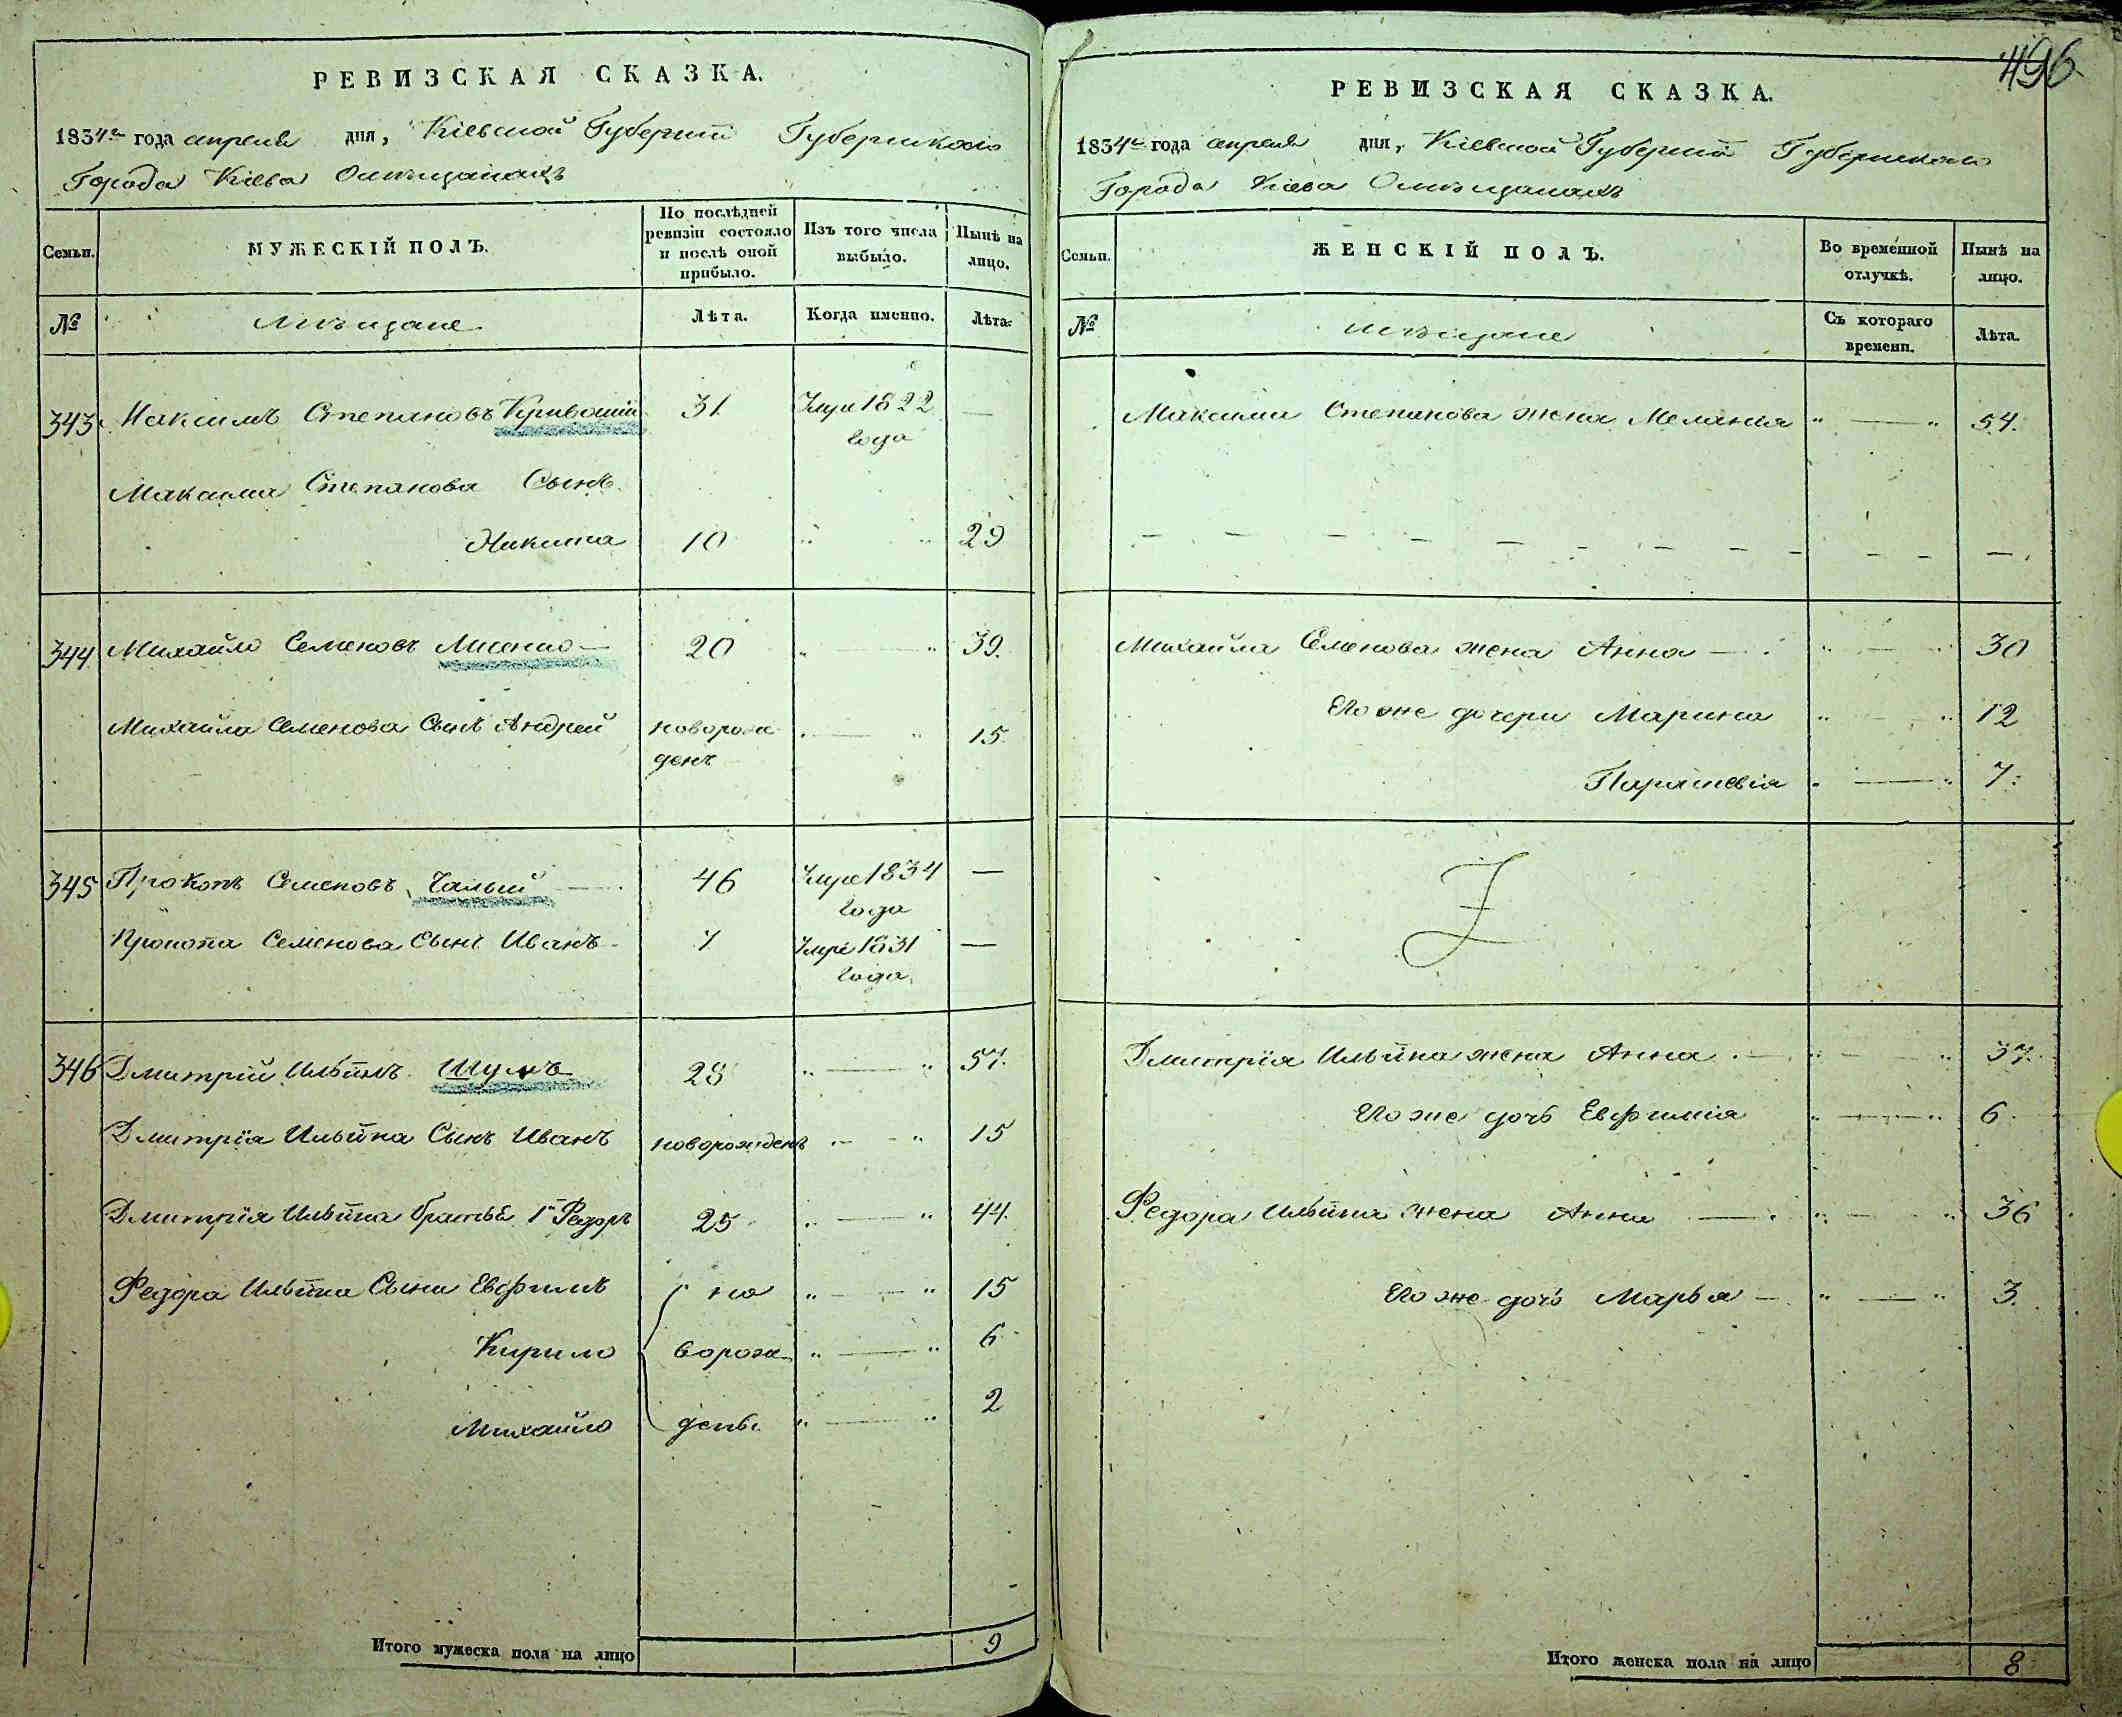 РЕВИЗСКАЯ СКАЗКА.
1834го года апреля дня, Кіевской Губерніи Губернскаго
Города Кіева О мѣщанахъ
Семьи.
МУЖЕСКІЙ ПОЛЪ.
По послѣдней ревизіи состояло и послѣ оной прибыло.
Изъ того числа выбыло.
Нынѣ на лицо.
№
Мѣщане
Лѣта.
Когда именно.
Лѣта.
343. Максимъ Степановъ Кривошіи 31 Умре 1822 года —
Максима Степанова Сынъ
Никита 10 " " 29
344 Михайло Семеновъ — 20 " — " 39.
Михайла Семенова Сынъ Андрей новорожденъ " — " 15
345 Прокопъ Семеновъ Чалый — 46 Умре 1834 года —
Прокопа Семенова Сынъ Иванъ 7 Умре 1831 года —
346 Дмитрій Ильинъ Шумъ 28 " — " 57.
Дмитрія Ильина Сынъ Иванъ новорожденъ " — " 15
Дмитрія Ильина братья 1й Федоръ 25 " — " 44.
Федора Ильина Сыны Евфимъ но " — " 15
Кирило ворож " — " 6
Михайло дены " — " 2
Итого мужеска пола на лицо 9
496
РЕВИЗСКАЯ СКАЗКА.
1834го года апреля дня, Кіевской Губерніи Губернскаго
Города Кіева О мѣщанахъ
Семьи.
ЖЕНСКІЙ ПОЛЪ.
Во временной отлучкѣ.
Нынѣ на лицо.
№
Мѣщане
Съ котораго времени.
Лѣта.
Максима Степанова жена Меланія " — " 54.
— — — — — — — — — — — —
Михайла Семенова жена Анна — " — " 30
Его же дочери Марина " — " 12
Параскевія " — " 7.
Z
Дмитрія Ильина жена Анна — " — " 37.
Его же дочь Евфимія " — " 6.
Федора Ильина жена Анна — " — " 36
Его же дочь Марья — " — " 3.
Итого женска пола на лицо 8